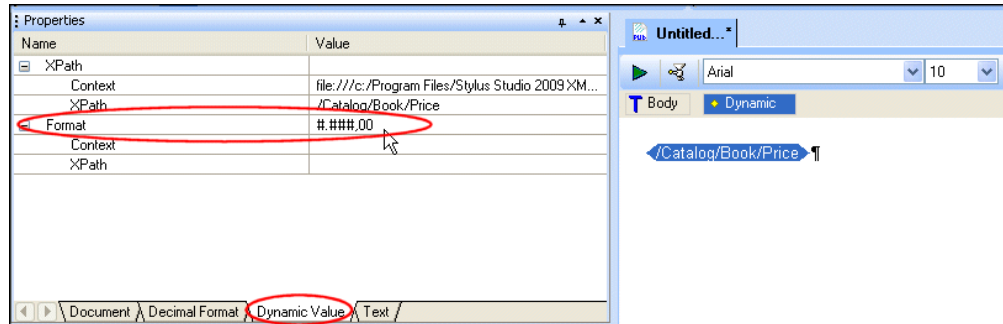 Properties
Name Value
XPath
Context file:///c:/Program Files/Stylus Studio 2009 XM...
XPath /Catalog/Book/Price
Format #.###,00
Context
XPath
Document Decimal Format Dynamic Value Text
Untitled...*
Arial 10
Body Dynamic
/Catalog/Book/Price ¶